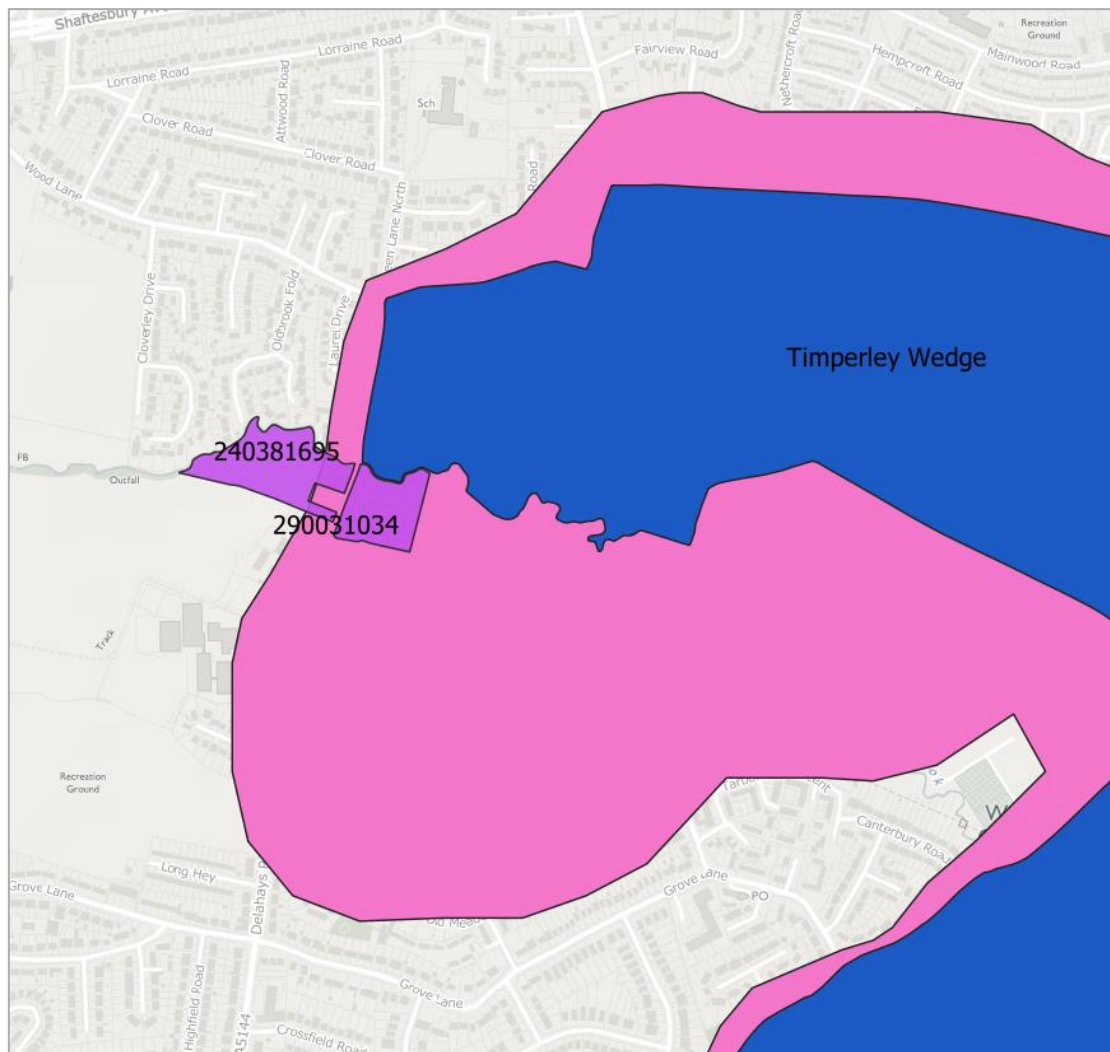 Shaftesbury
Recreation
Ground
Lorraine Road
Lorraine Road
Fairview Road
Nethercroft Road
Hempcroft Road
Mainwood Road
Attwood Road
Sch
Clover Road
Clover Road
Wood Lane
Road
een Lane North
Cloverley Drive
Oldbrook Fold
Laurel Drive
Timperley Wedge
240381695
FB
Outfall
290031034
Track
Recreation
Ground
Canterbury Road
Long Hey
Grove Lane
Delahays R
Grove Lane
PO
Old Mead
Highfield Road
A5144
Grove Lane
Crossfield Road